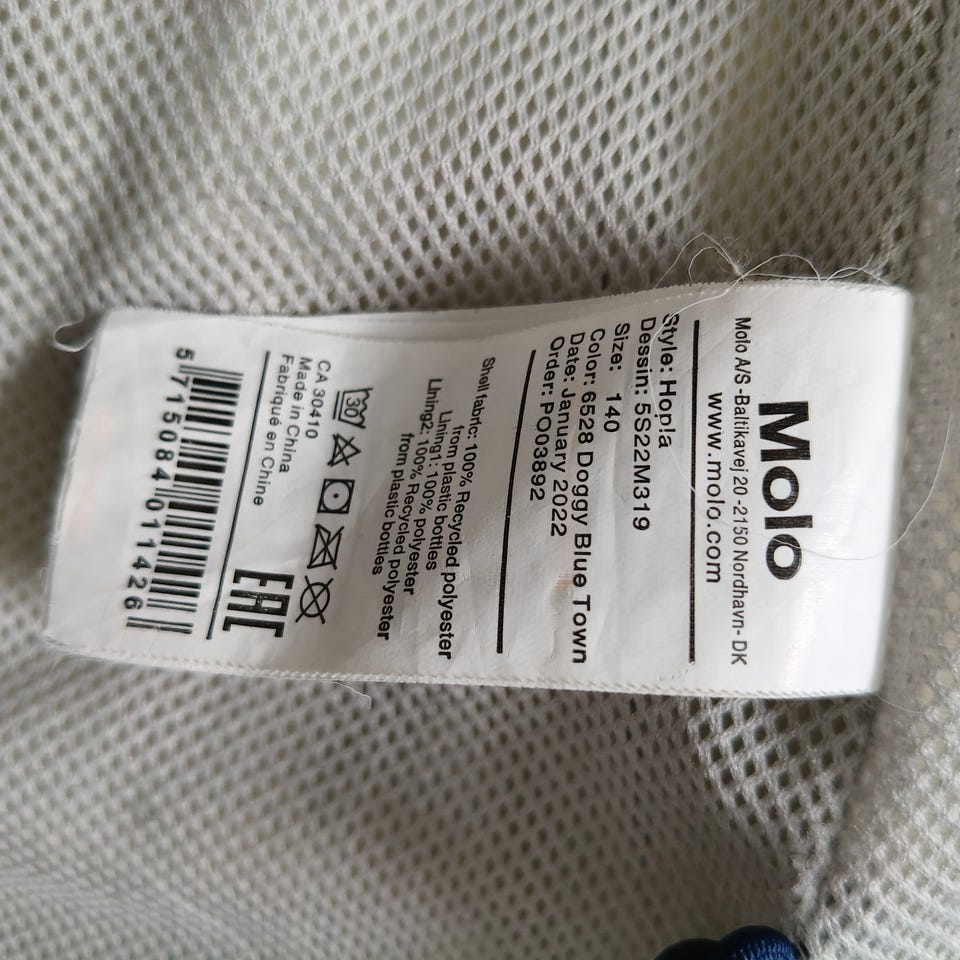 Molo
Molo A/S -Baltikavej 20 -2150 Nordhavn- DK
www.molo.com
Style: Hopla
Dessin: 5S22M319
Size: 140
Color: 6528 Doggy Blue Town
Date: January 2022
Order: PO03892
Shell fabric: 100% Recycled polyester
from plastic bottles
Lining1: 100% polyester
Lining2: 100% Recycled polyester
from plastic bottles
30
CA 30410
Made in China
Fabriqué en Chine
EAC
5 715084 011426